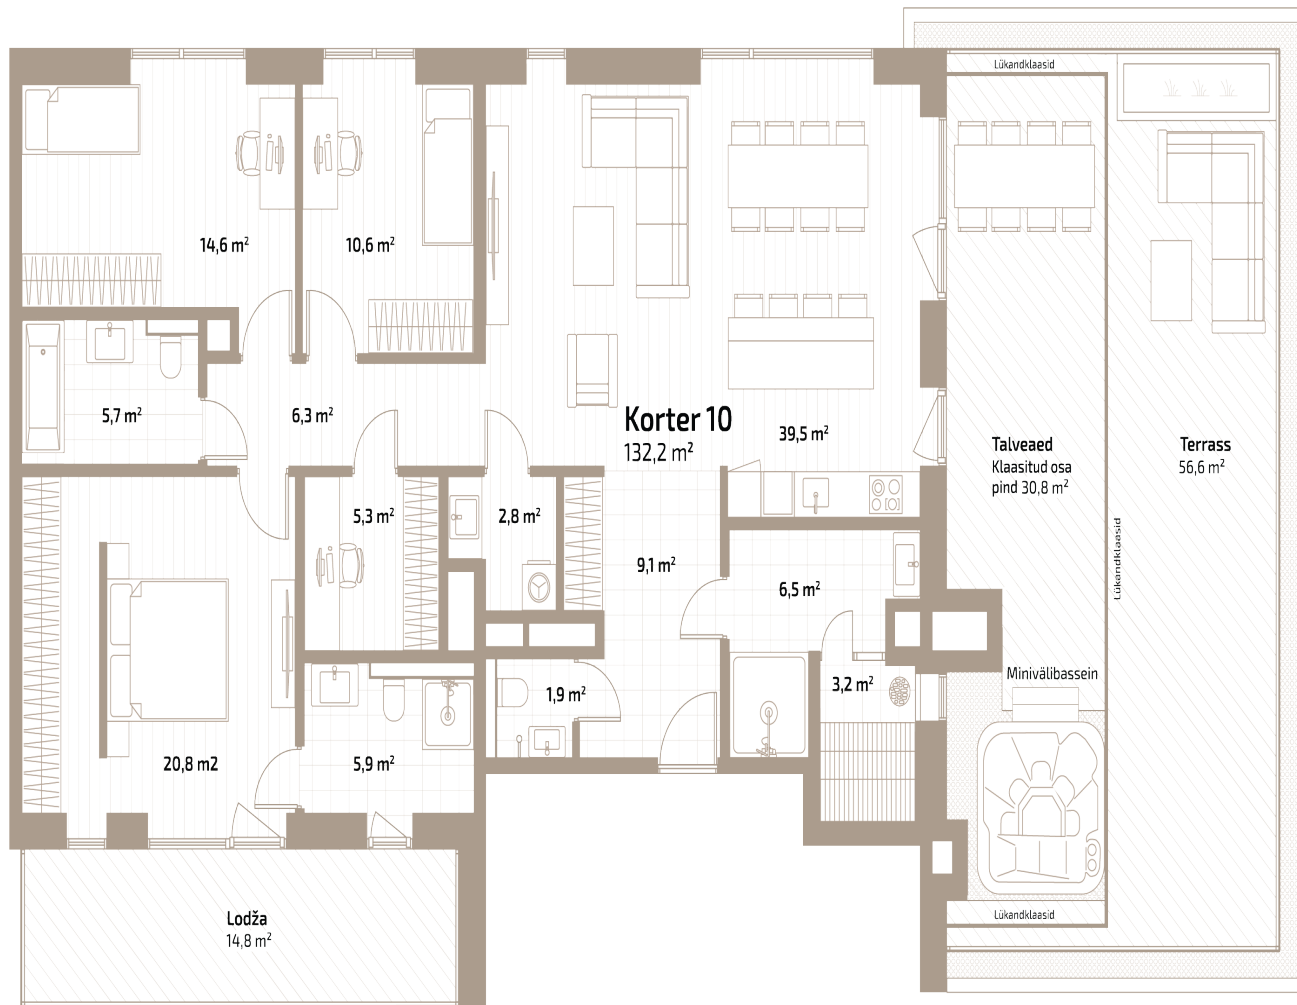 Lükandklaasid
14,6 m²
10,6 m²
5,7 m²
6,3 m²
Korter 10
132,2 m²
39,5 m²
Talveaed
Klaasitud osa
pind 30,8 m²
Terrass
56,6 m²
Lükandklaasid
5,3 m²
2,8 m²
9,1 m²
6,5 m²
Minivälibassein
3,2 m²
1,9 m²
20,8 m2
5,9 m²
Lodža
14,8 m²
Lükandklaasid